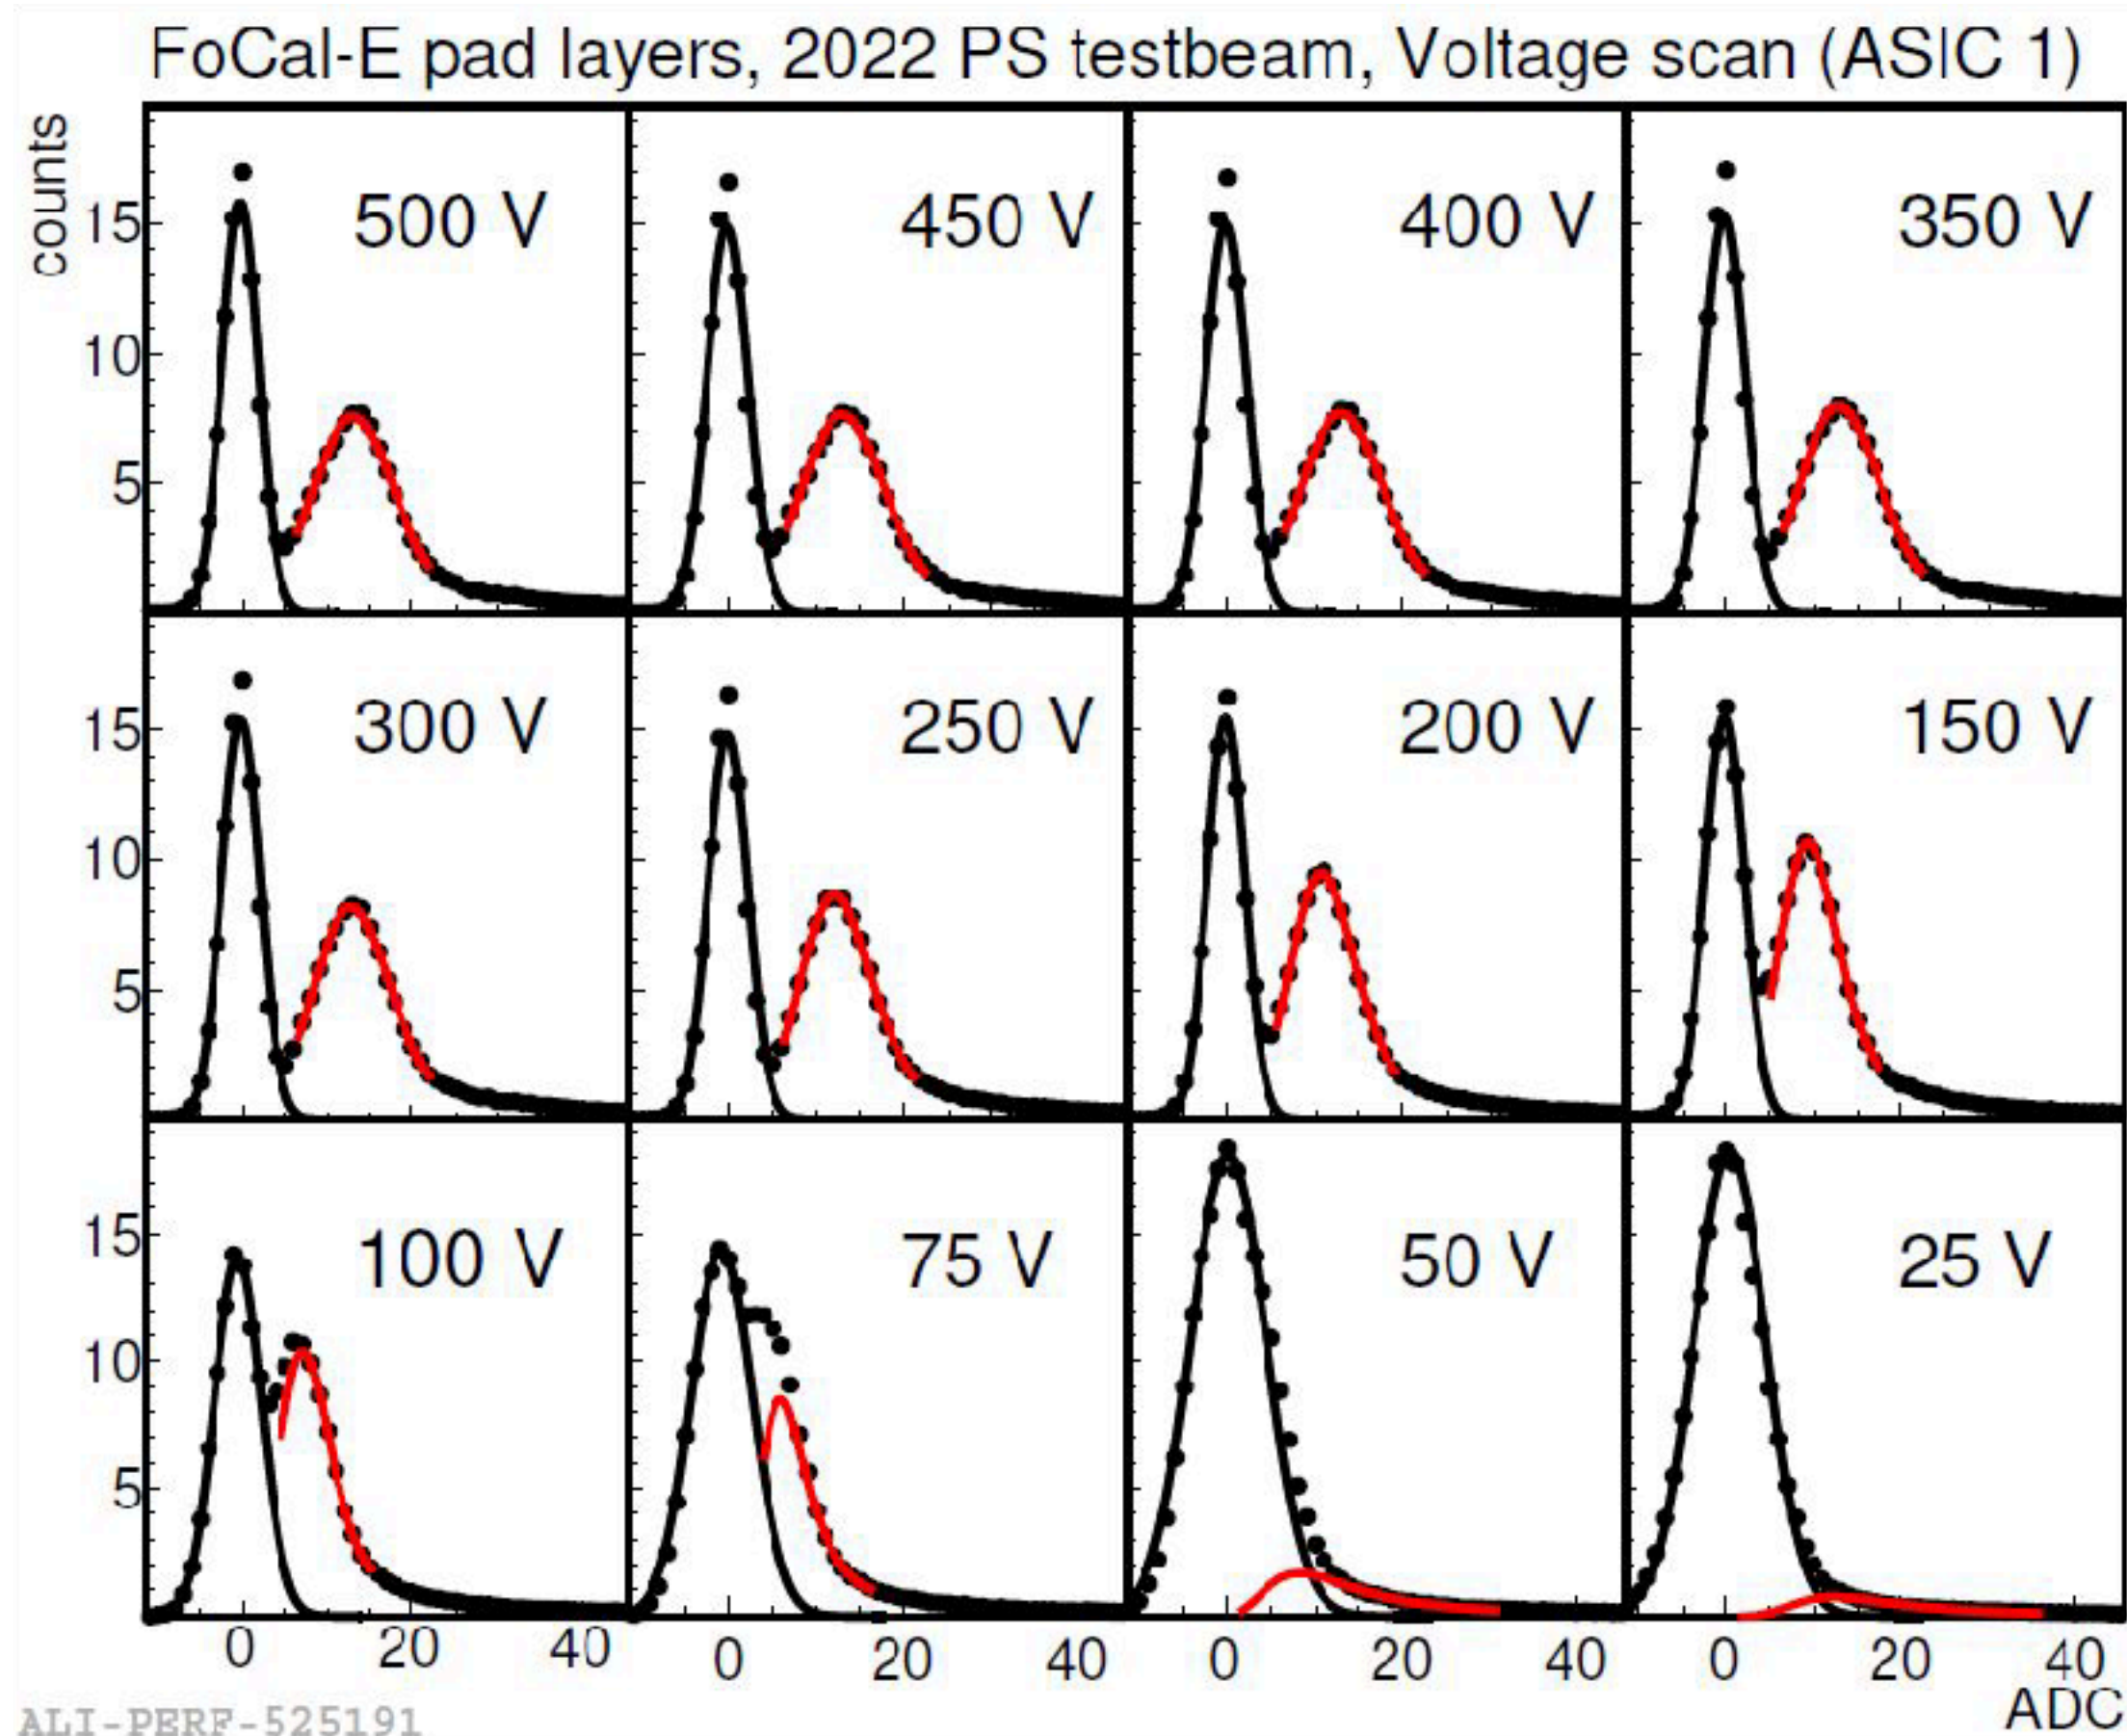 FoCal-E pad layers, 2022 PS testbeam, Voltage scan (ASIC 1)
counts
15
10
5
500 V
450 V
400 V
350 V
15
10
5
300 V
250 V
200 V
150 V
15
10
5
100 V
75 V
50 V
25 V
0 20 40 0 20 40 0 20 40 0 20 40
ADC
ALI-PERF-525191